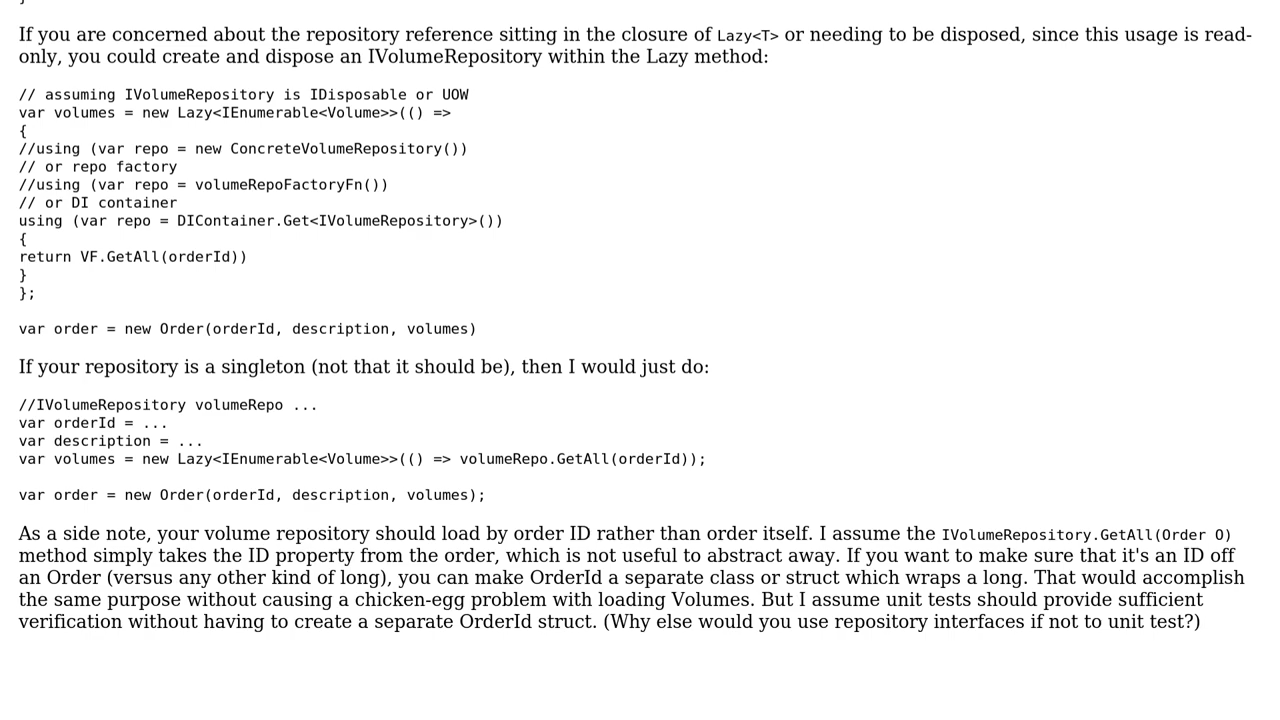 If you are concerned about the repository reference sitting in the closure of Lazy<T> or needing to be disposed, since this usage is read-
only, you could create and dispose an IVolumeRepository within the Lazy method:
// assuming IVolumeRepository is IDisposable or UOW
var volumes = new Lazy<IEnumerable<Volume>>(() =>
{
//using (var repo = new ConcreteVolumeRepository())
// or repo factory
//using (var repo = volumeRepoFactoryFn())
// or DI container
using (var repo = DIContainer.Get<IVolumeRepository>())
{
return VF.GetAll(orderId))
}
};
var order = new Order(orderId, description, volumes)
If your repository is a singleton (not that it should be), then I would just do:
//IVolumeRepository volumeRepo ...
var orderId = ...
var description = ...
var volumes = new Lazy<IEnumerable<Volume>>(() => volumeRepo.GetAll(orderId));
var order = new Order(orderId, description, volumes);
As a side note, your volume repository should load by order ID rather than order itself. I assume the IVolumeRepository.GetAll(Order O)
method simply takes the ID property from the order, which is not useful to abstract away. If you want to make sure that it's an ID off
an Order (versus any other kind of long), you can make OrderId a separate class or struct which wraps a long. That would accomplish
the same purpose without causing a chicken-egg problem with loading Volumes. But I assume unit tests should provide sufficient
verification without having to create a separate OrderId struct. (Why else would you use repository interfaces if not to unit test?)